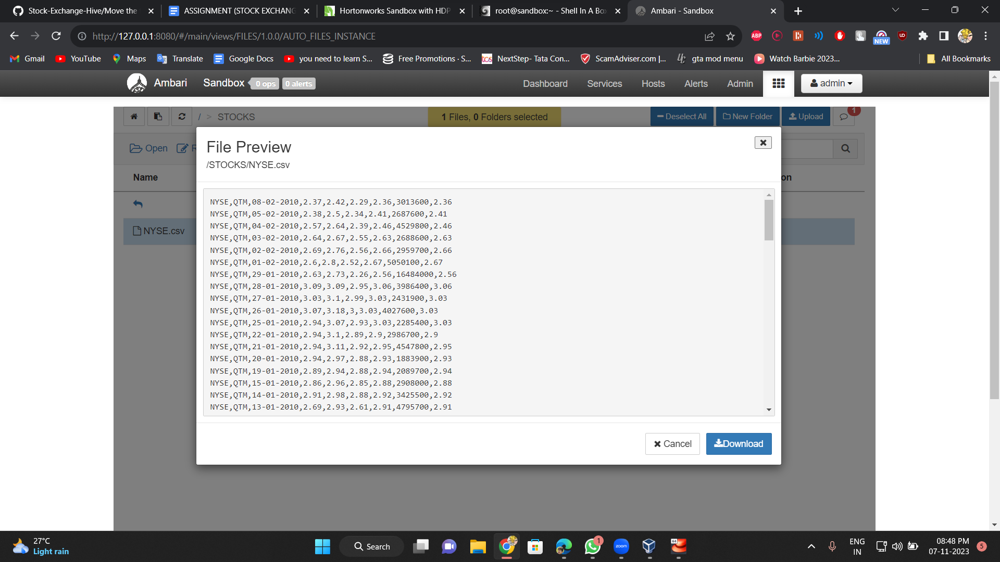 Stock-Exchange-Hive/Move the
ASSIGNMENT (STOCK EXCHANG
Hortonworks Sandbox with HDP
root@sandbox:~ - Shell In A Box
Ambari - Sandbox
http://127.0.0.1:8080/#/main/views/FILES/1.0.0/AUTO_FILES_INSTANCE
ABP
NEW
UO
Gmail
YouTube
Maps
Translate
Google Docs
you need to learn S...
Free Promotions · S...
tcs
NextStep- Tata Con...
ScamAdviser.com |...
gta mod menu
Watch Barbie 2023...
All Bookmarks
Ambari
Sandbox
0 ops
0 alerts
Dashboard
Services
Hosts
Alerts
Admin
admin
/ > STOCKS
1 Files, 0 Folders selected
Deselect All
New Folder
Upload
1
Open
R
File Preview
/STOCKS/NYSE.csv
Name
on
NYSE.csv
NYSE,QTM,08-02-2010,2.37,2.42,2.29,2.36,3013600,2.36
NYSE,QTM,05-02-2010,2.38,2.5,2.34,2.41,2687600,2.41
NYSE,QTM,04-02-2010,2.57,2.64,2.39,2.46,4529800,2.46
NYSE,QTM,03-02-2010,2.64,2.67,2.55,2.63,2688600,2.63
NYSE,QTM,02-02-2010,2.69,2.76,2.56,2.66,2959700,2.66
NYSE,QTM,01-02-2010,2.6,2.8,2.52,2.67,5050100,2.67
NYSE,QTM,29-01-2010,2.63,2.73,2.26,2.56,16484000,2.56
NYSE,QTM,28-01-2010,3.09,3.09,2.95,3.06,3986400,3.06
NYSE,QTM,27-01-2010,3.03,3.1,2.99,3.03,2431900,3.03
NYSE,QTM,26-01-2010,3.07,3.18,3,3.03,4027600,3.03
NYSE,QTM,25-01-2010,2.94,3.07,2.93,3.03,2285400,3.03
NYSE,QTM,22-01-2010,2.94,3.1,2.89,2.9,2986700,2.9
NYSE,QTM,21-01-2010,2.94,3.11,2.92,2.95,4547800,2.95
NYSE,QTM,20-01-2010,2.94,2.97,2.88,2.93,1883900,2.93
NYSE,QTM,19-01-2010,2.89,2.94,2.88,2.94,2089700,2.94
NYSE,QTM,15-01-2010,2.86,2.96,2.85,2.88,2908000,2.88
NYSE,QTM,14-01-2010,2.91,2.98,2.88,2.92,3425500,2.92
NYSE,QTM,13-01-2010,2.69,2.93,2.61,2.91,4795700,2.91
Cancel
Download
27°C
Light rain
Search
1
zoom
64
ENG
IN
08:48 PM
07-11-2023
5